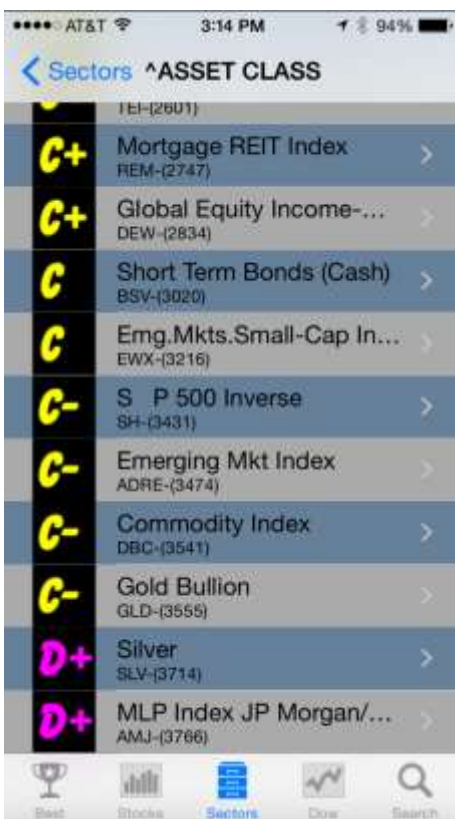 AT&T 3:14 PM 94%
Sectors ^ASSET CLASS
TEI-(2601)
C+ Mortgage REIT Index
REM-(2747)
C+ Global Equity Income-...
DEW-(2834)
C Short Term Bonds (Cash)
BSV-(3020)
C Emg.Mkts.Small-Cap In...
EWX-(3216)
C- S P 500 Inverse
SH-(3431)
C- Emerging Mkt Index
ADRE-(3474)
C- Commodity Index
DBC-(3541)
C- Gold Bullion
GLD-(3555)
D+ Silver
SLV-(3714)
D+ MLP Index JP Morgan/...
AMJ-(3766)
Best Stocks Sectors Dow Search